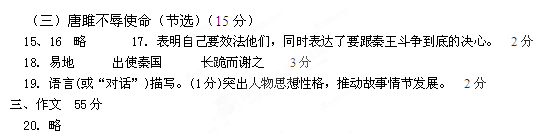 （三）唐雎不辱使命（节选）（15分）
15、16 略 17. 表明自己要效法他们，同时表达了要跟秦王斗争到底的决心。 2分
18. 易地 出使秦国 长跪而谢之 3分
19. 语言(或“对话”)描写。(1分)突出人物思想性格，推动故事情节发展。 2分
三、作文 55分
20. 略